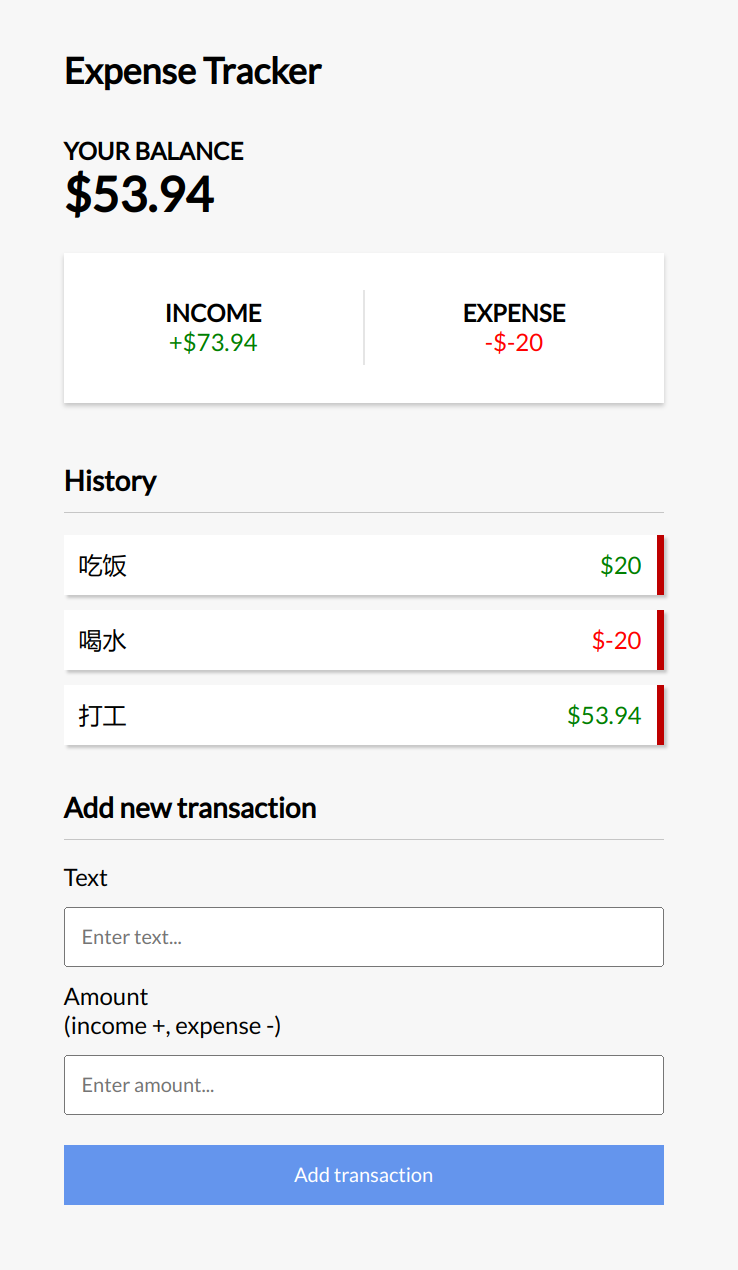 Expense Tracker
YOUR BALANCE
$53.94
INCOME
EXPENSE
+$73.94
-$-20
History
吃饭
$20
喝水
$-20
打工
$53.94
Add new transaction
Text
Enter text...
Amount
(income +, expense -)
Enter amount...
Add transaction